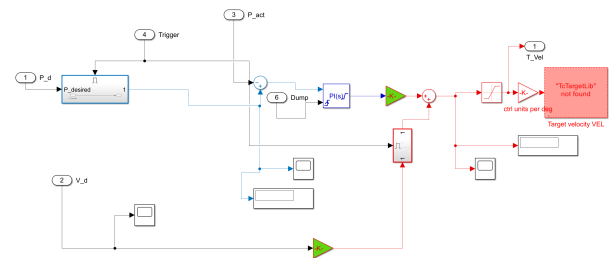 3
P_act
4
Trigger
1
P_d
P_desired
1
6
Dump
PI(s)
-K-
+
+
1
T_Vel
-K-
"TcTargetLib"
not found
ctrl units per deg
Target velocity VEL
2
V_d
-K-